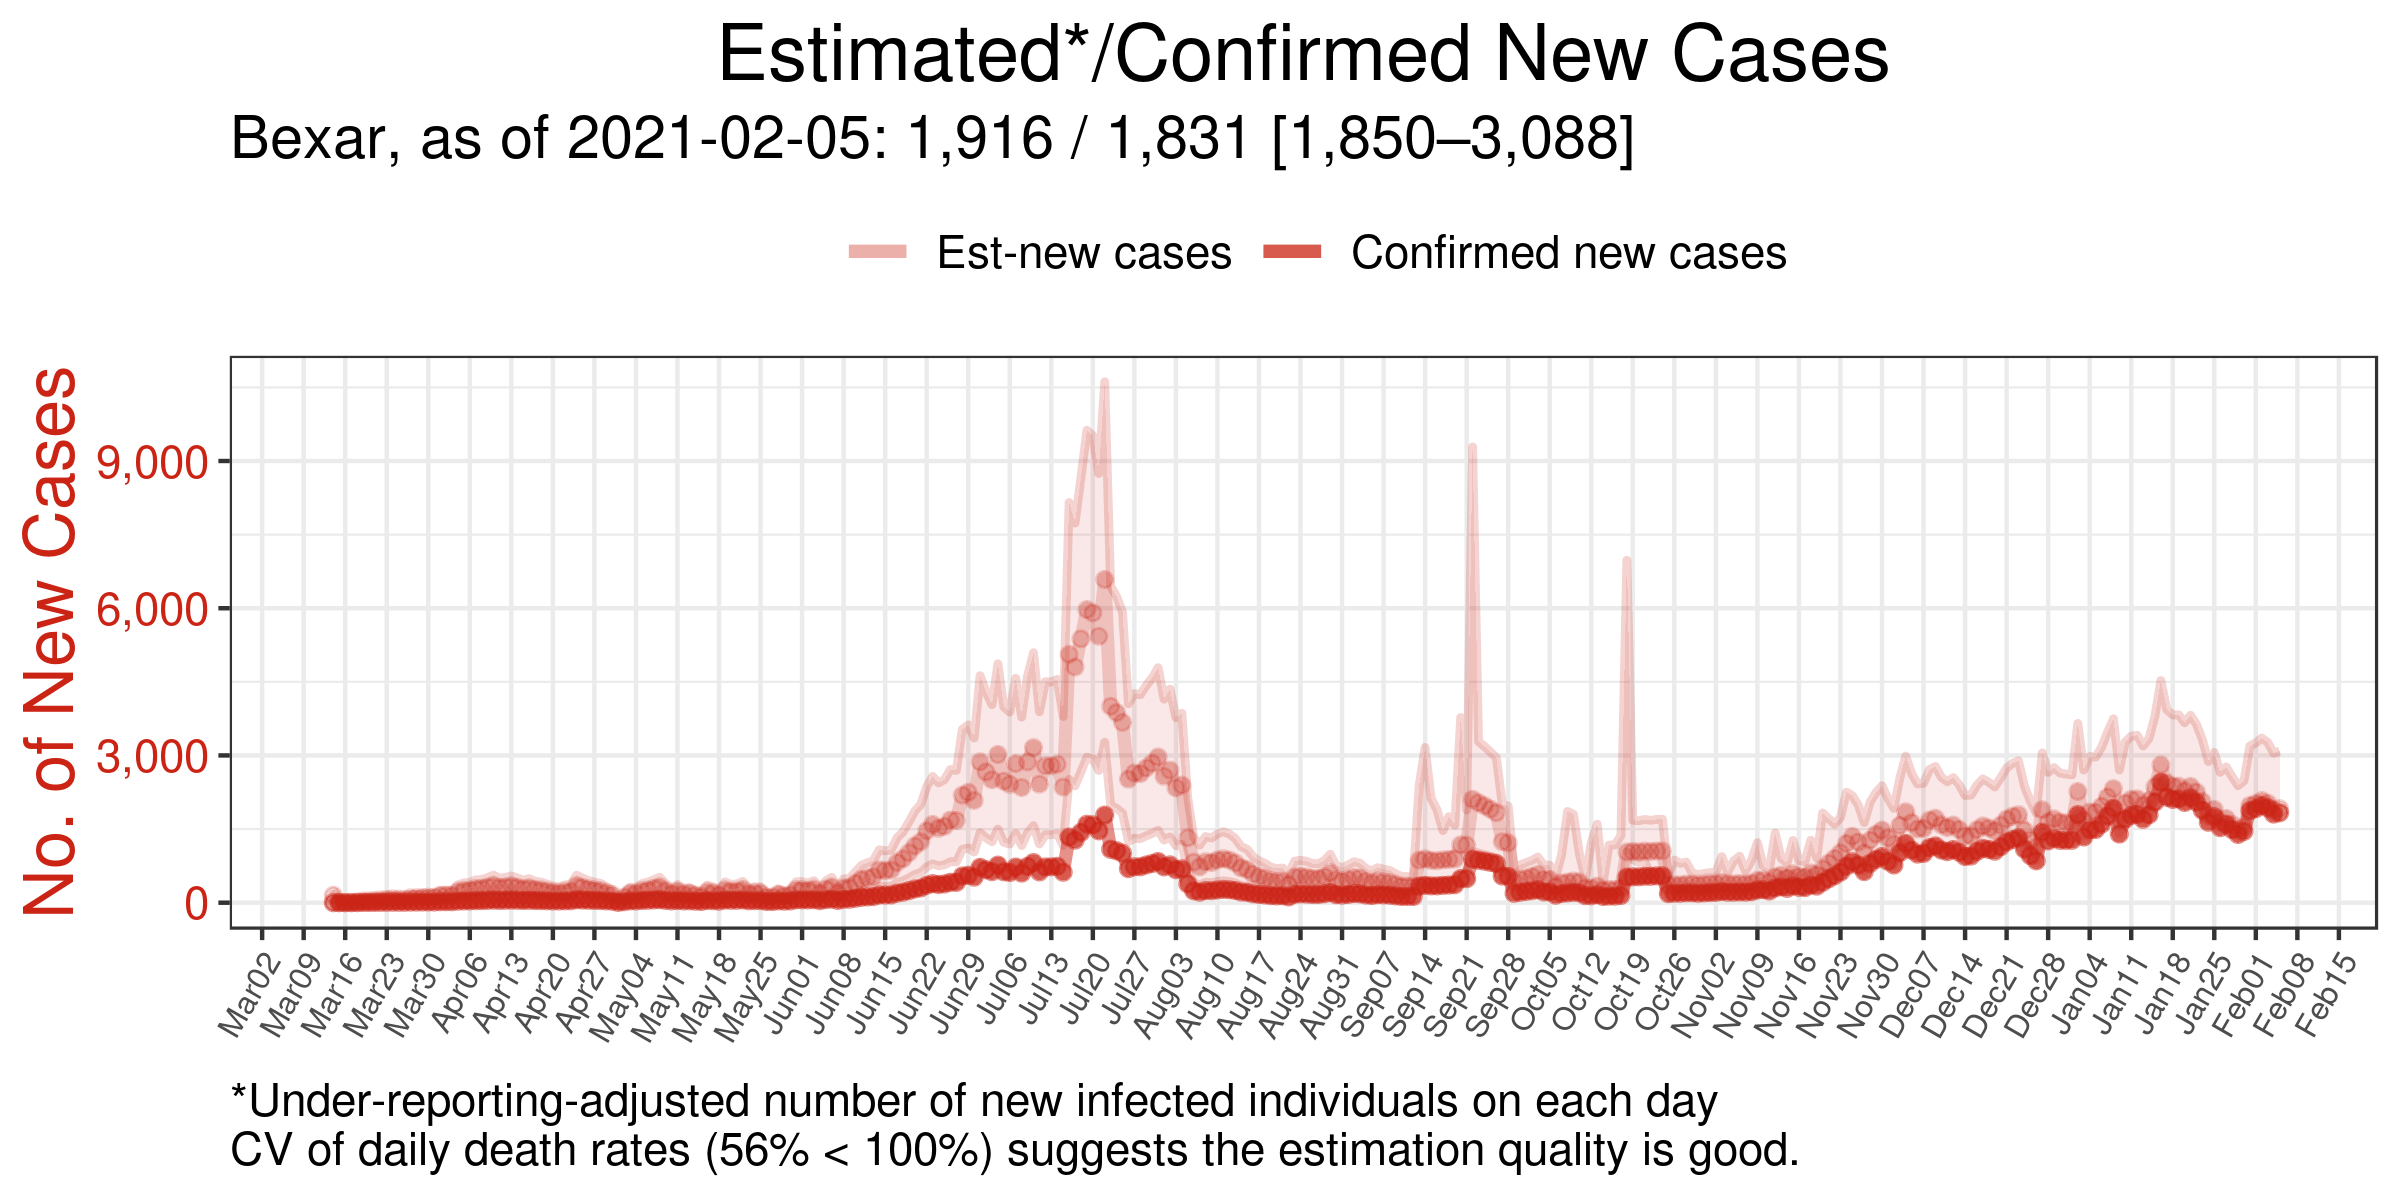 Estimated*/Confirmed New Cases
Bexar, as of 2021-02-05: 1,916 / 1,831 [1,850–3,088]
Est-new cases
Confirmed new cases
No. of New Cases
9,000
6,000
3,000
0
Mar02
Mar09
Mar16
Mar23
Mar30
Apr06
Apr13
Apr20
Apr27
May04
May11
May18
May25
Jun01
Jun08
Jun15
Jun22
Jun29
Jul06
Jul13
Jul20
Jul27
Aug03
Aug10
Aug17
Aug24
Aug31
Sep07
Sep14
Sep21
Sep28
Oct05
Oct12
Oct19
Oct26
Nov02
Nov09
Nov16
Nov23
Nov30
Dec07
Dec14
Dec21
Dec28
Jan04
Jan11
Jan18
Jan25
Feb01
Feb08
Feb15
*Under-reporting-adjusted number of new infected individuals on each day
CV of daily death rates (56% < 100%) suggests the estimation quality is good.